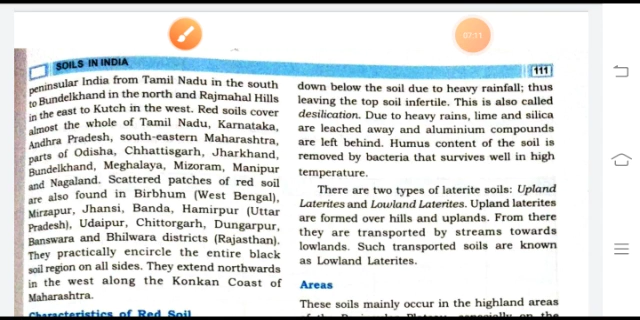 07:11
SOILS IN INDIA
111
peninsular India from Tamil Nadu in the south
to Bundelkhand in the north and Rajmahal Hills
in the east to Kutch in the west. Red soils cover
almost the whole of Tamil Nadu, Karnataka,
Andhra Pradesh, south-eastern Maharashtra,
parts of Odisha, Chhattisgarh, Jharkhand,
Bundelkhand, Meghalaya, Mizoram, Manipur
and Nagaland. Scattered patches of red soil
are also found in Birbhum (West Bengal),
Mirzapur, Jhansi, Banda, Hamirpur (Uttar
Pradesh), Udaipur, Chittorgarh, Dungarpur,
Banswara and Bhilwara districts (Rajasthan).
They practically encircle the entire black
soil region on all sides. They extend northwards
in the west along the Konkan Coast of
Maharashtra.
Characteristics of Red Soil
down below the soil due to heavy rainfall; thus
leaving the top soil infertile. This is also called
desilication. Due to heavy rains, lime and silica
are leached away and aluminium compounds
are left behind. Humus content of the soil is
removed by bacteria that survives well in high
temperature.
There are two types of laterite soils: Upland
Laterites and Lowland Laterites. Upland laterites
are formed over hills and uplands. From there
they are transported by streams towards
lowlands. Such transported soils are known
as Lowland Laterites.
Areas
These soils mainly occur in the highland areas
of the Peninsular Plateau, especially on the